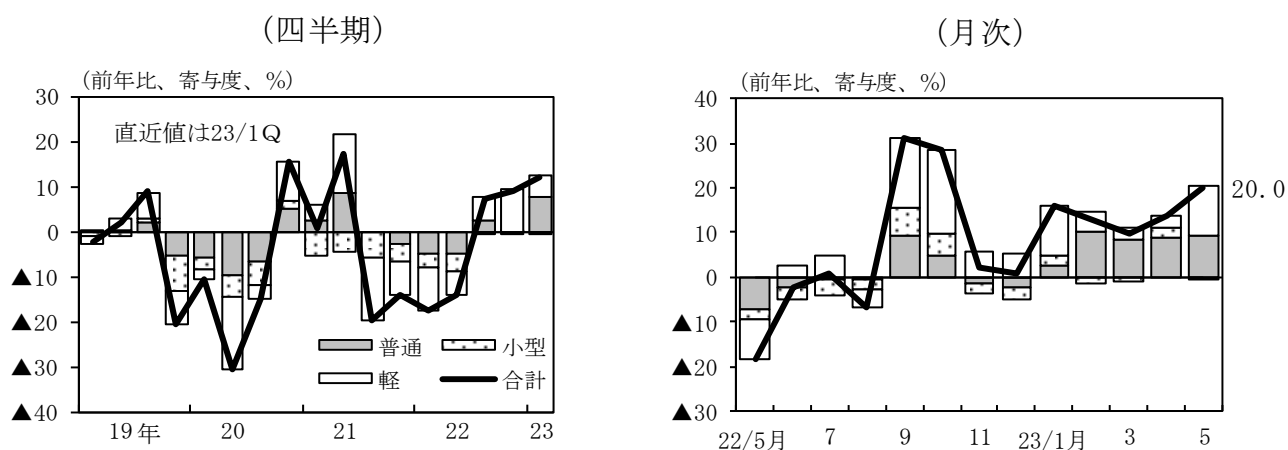 (四半期)
(前年比、寄与度、%)
30
20
10
0
▲10
▲20
▲30
▲40
直近値は23/1Q
普通
小型
軽
合計
19年
20
21
22
23
(月次)
(前年比、寄与度、%)
40
30
20
10
0
▲10
▲20
▲30
20.0
22/5月
7
9
11
23/1月
3
5